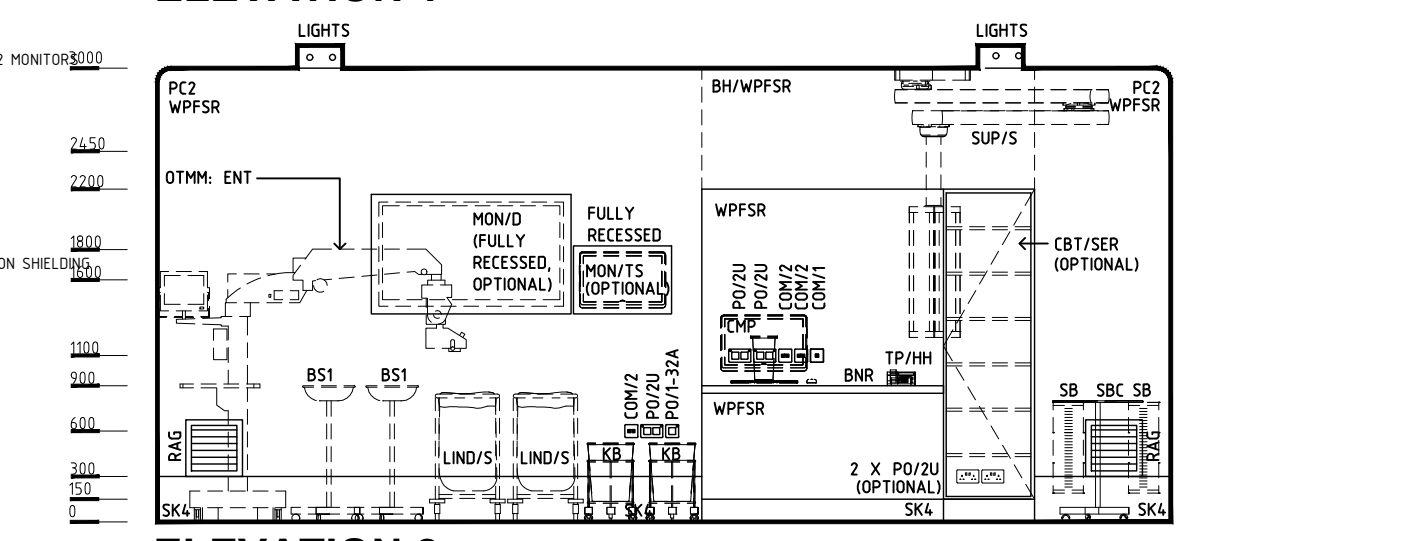 LIGHTS
LIGHTS
2 MONITORS
3000
PC2
WPFSR
BH/WPFSR
PC2
WPFSR
2450
SUP/S
2200
OTMM: ENT
MON/D
(FULLY
RECESSED,
OPTIONAL)
FULLY
RECESSED
WPFSR
1800
ON SHIELDING
1600
MON/TS
(OPTIONAL)
CBT/SER
(OPTIONAL)
PO/2U
PO/2U
COM/2
COM/2
COM/1
CMP
1100
TP/HH
BNR
900
BS1
BS1
COM/2
PO/2U
PO/1-32A
WPFSR
SB
SBC
SB
600
RAG
LIND/S
LIND/S
KB
KB
RAG
300
2 X PO/2U
(OPTIONAL)
150
0
SK4
SK4
SK4
SK4